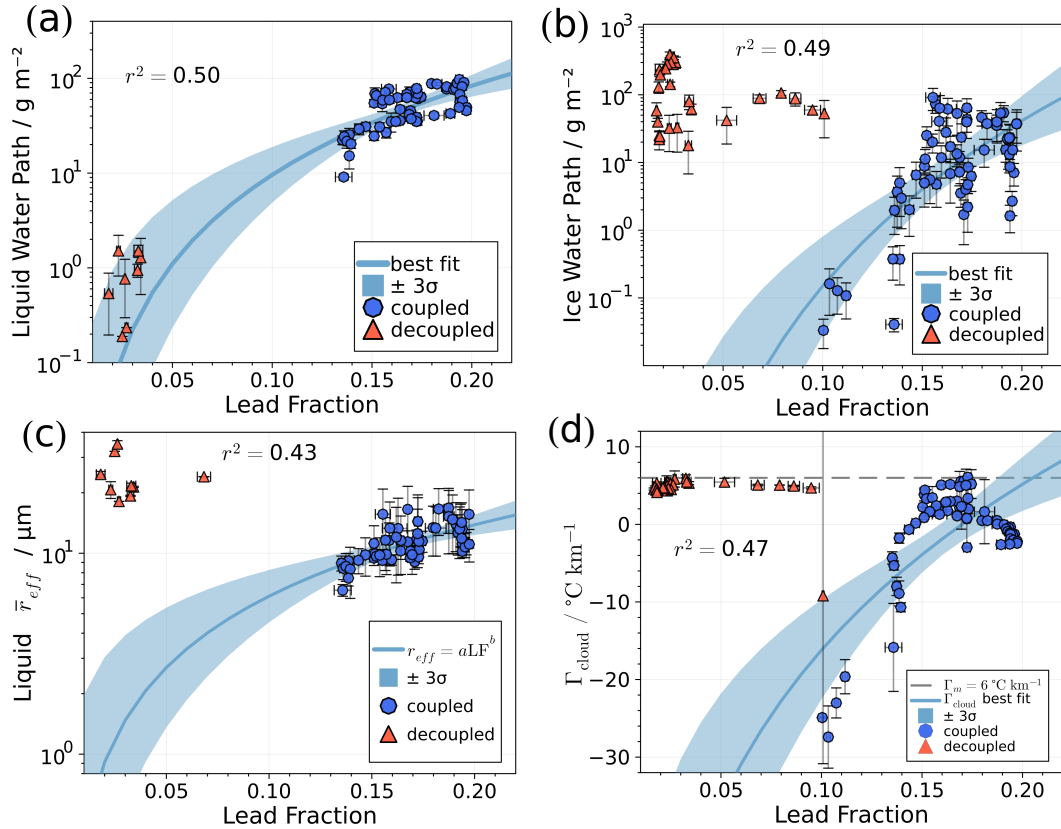 (a)
r² = 0.50
Liquid Water Path / g m⁻²
10²
10¹
10⁰
10⁻¹
best fit
± 3σ
coupled
decoupled
0.05
0.10
0.15
0.20
Lead Fraction
(b)
r² = 0.49
Ice Water Path / g m⁻²
10³
10²
10¹
10⁰
10⁻¹
best fit
± 3σ
coupled
decoupled
0.05
0.10
0.15
0.20
Lead Fraction
(c)
r² = 0.43
Liquid r̄ₑff / μm
10¹
10⁰
r_eff = aLF^b
± 3σ
coupled
decoupled
0.05
0.10
0.15
0.20
Lead Fraction
(d)
r² = 0.47
Γcloud / °C km⁻¹
10
0
−10
−20
−30
Γₘ = 6 °C km⁻¹
Γcloud best fit
± 3σ
coupled
decoupled
0.05
0.10
0.15
0.20
Lead Fraction